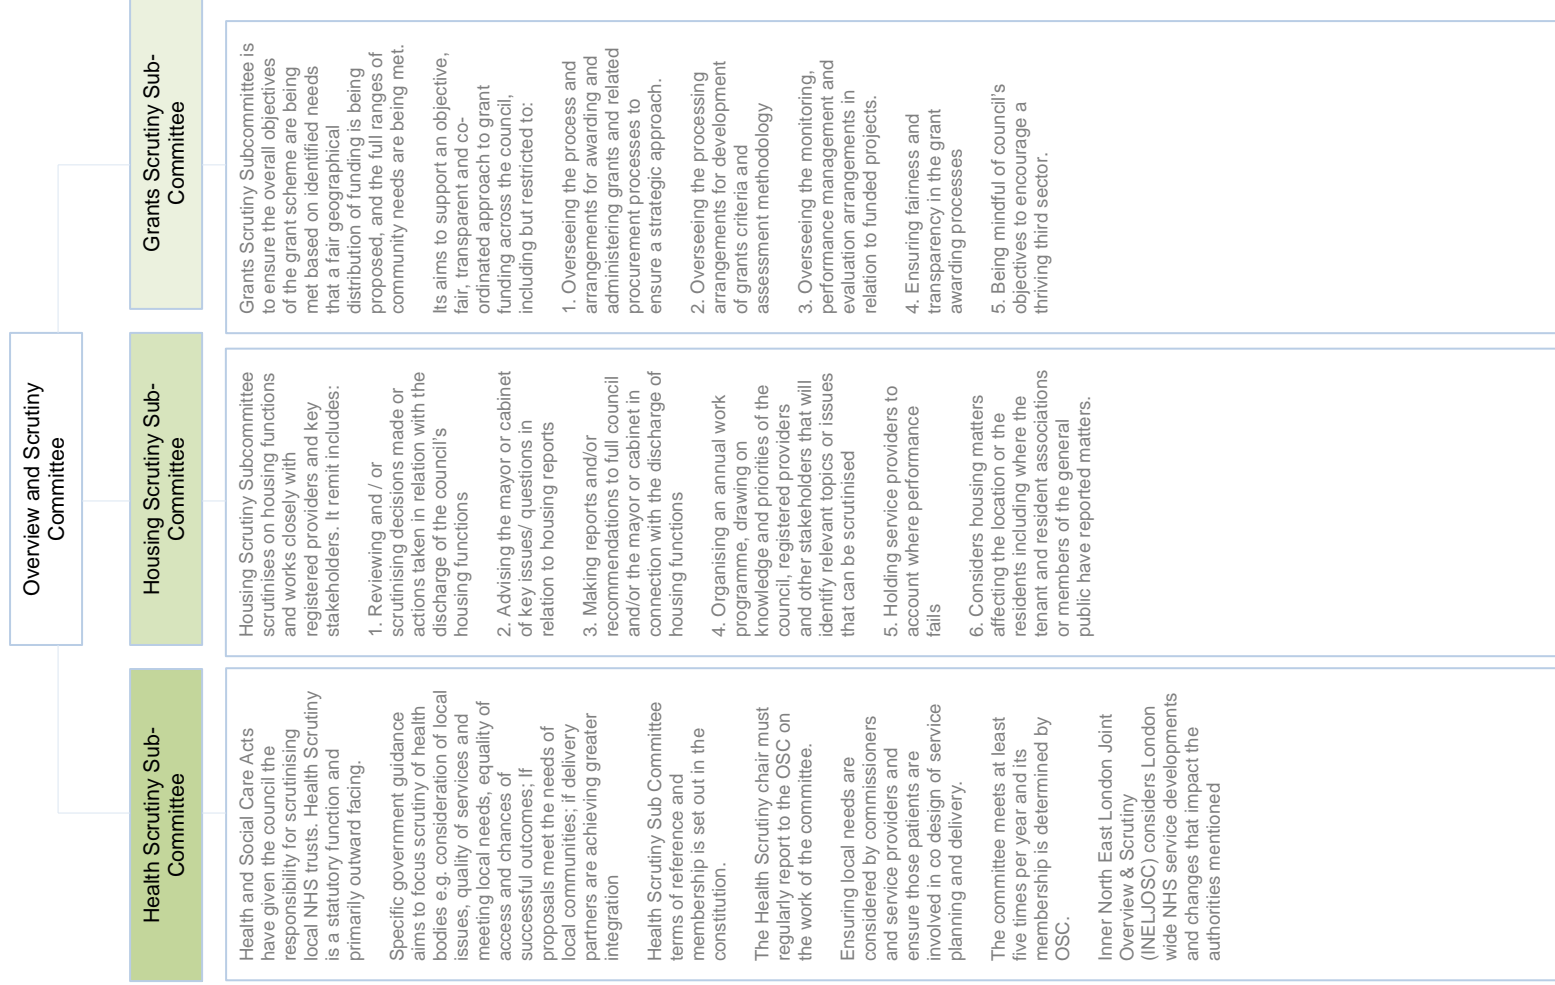 Overview and Scrutiny
Committee
Health Scrutiny Sub-
Committee
Health and Social Care Acts
have given the council the
responsibility for scrutinising
local NHS trusts. Health Scrutiny
is a statutory function and
primarily outward facing.
Specific government guidance
aims to focus scrutiny of health
bodies e.g. consideration of local
issues, quality of services and
meeting local needs, equality of
access and chances of
successful outcomes; If
proposals meet the needs of
local communities; if delivery
partners are achieving greater
integration
Health Scrutiny Sub Committee
terms of reference and
membership is set out in the
constitution.
The Health Scrutiny chair must
regularly report to the OSC on
the work of the committee.
Ensuring local needs are
considered by commissioners
and service providers and
ensure those patients are
involved in co design of service
planning and delivery.
The committee meets at least
five times per year and its
membership is determined by
OSC.
Inner North East London Joint
Overview & Scrutiny
(INELJOSC) considers London
wide NHS service developments
and changes that impact the
authorities mentioned
Housing Scrutiny Sub-
Committee
Housing Scrutiny Subcommittee
scrutinises on housing functions
and works closely with
registered providers and key
stakeholders. It remit includes:
1. Reviewing and / or
scrutinising decisions made or
actions taken in relation with the
discharge of the council's
housing functions
2. Advising the mayor or cabinet
of key issues/ questions in
relation to housing reports
3. Making reports and/or
recommendations to full council
and/or the mayor or cabinet in
connection with the discharge of
housing functions
4. Organising an annual work
programme, drawing on
knowledge and priorities of the
council, registered providers
and other stakeholders that will
identify relevant topics or issues
that can be scrutinised
5. Holding service providers to
account where performance
fails
6. Considers housing matters
affecting the location or the
residents including where the
tenant and resident associations
or members of the general
public have reported matters.
Grants Scrutiny Sub-
Committee
Grants Scrutiny Subcommittee is
to ensure the overall objectives
of the grant scheme are being
met based on identified needs
that a fair geographical
distribution of funding is being
proposed, and the full ranges of
community needs are being met.
Its aims to support an objective,
fair, transparent and co-
ordinated approach to grant
funding across the council,
including but restricted to:
1. Overseeing the process and
arrangements for awarding and
administering grants and related
procurement processes to
ensure a strategic approach.
2. Overseeing the processing
arrangements for development
of grants criteria and
assessment methodology
3. Overseeing the monitoring,
performance management and
evaluation arrangements in
relation to funded projects.
4. Ensuring fairness and
transparency in the grant
awarding processes
5. Being mindful of council's
objectives to encourage a
thriving third sector.